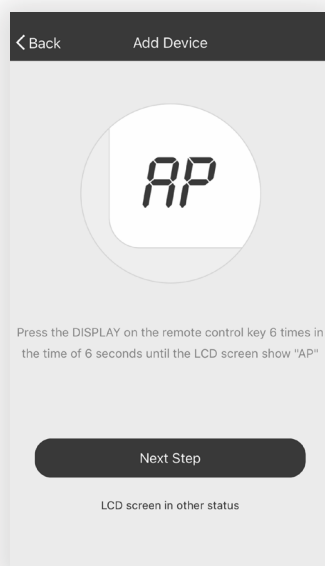 Back
Add Device
AP
Press the DISPLAY on the remote control key 6 times in
the time of 6 seconds until the LCD screen show "AP"
Next Step
LCD screen in other status